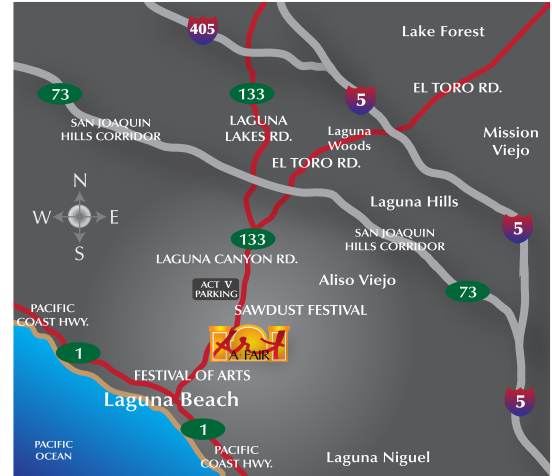 405
Lake Forest
73
133
5
EL TORO RD.
SAN JOAQUIN
HILLS CORRIDOR
LAGUNA
LAKES RD.
Laguna
Woods
Mission
Viejo
EL TORO RD.
N
W
E
S
Laguna Hills
133
SAN JOAQUIN
HILLS CORRIDOR
5
LAGUNA CANYON RD.
Aliso Viejo
ACT V
PARKING
73
PACIFIC
COAST HWY.
SAWDUST FESTIVAL
Art
A FAIR
1
FESTIVAL OF ARTS
Laguna Beach
5
1
PACIFIC
OCEAN
PACIFIC
COAST HWY.
Laguna Niguel